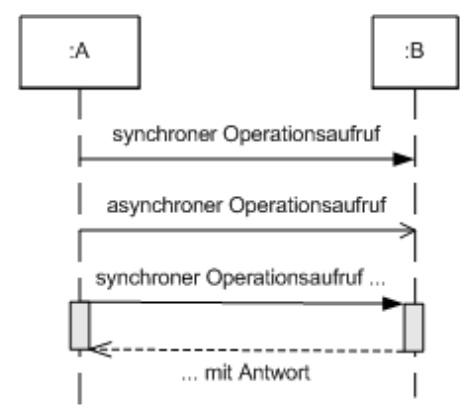 :A
:B
synchroner Operationsaufruf
asynchroner Operationsaufruf
synchroner Operationsaufruf ...
... mit Antwort